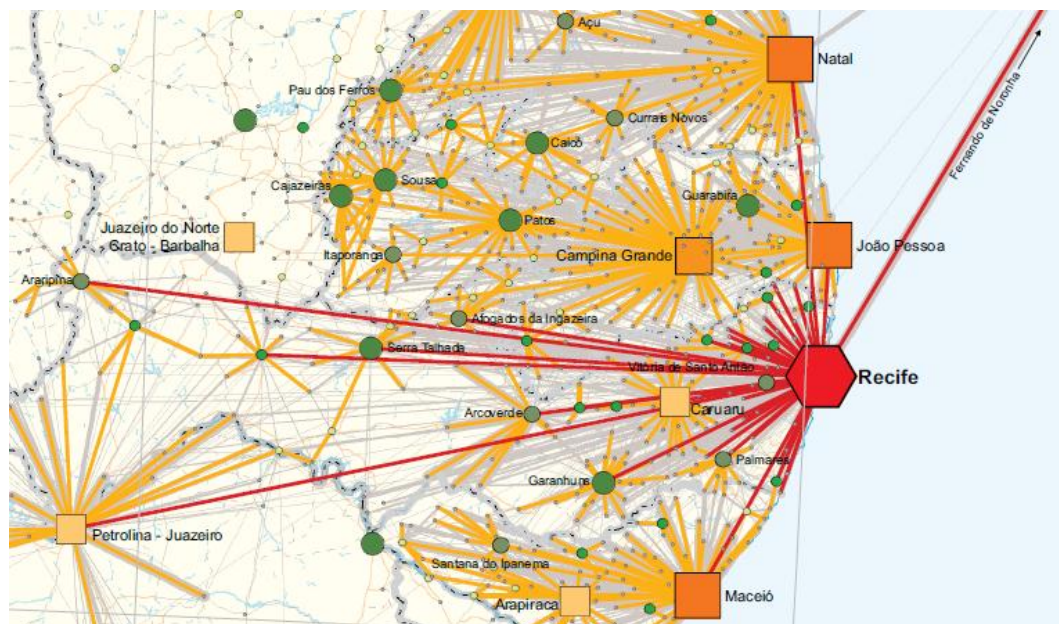 Açu
Natal
Fernando de Noronha
Pau dos Ferros
Currais Novos
Caicó
Sousa
Cajazeiras
Guarabira
Patos
Juazeiro do Norte
Crato - Barbalha
João Pessoa
Itaporanga
Campina Grande
Araripina
Afogados da Ingazeira
Serra Talhada
Vitória de Santo Antão
Recife
Arcoverde
Caruaru
Palmares
Garanhuns
Petrolina - Juazeiro
Santana do Ipanema
Arapiraca
Maceió